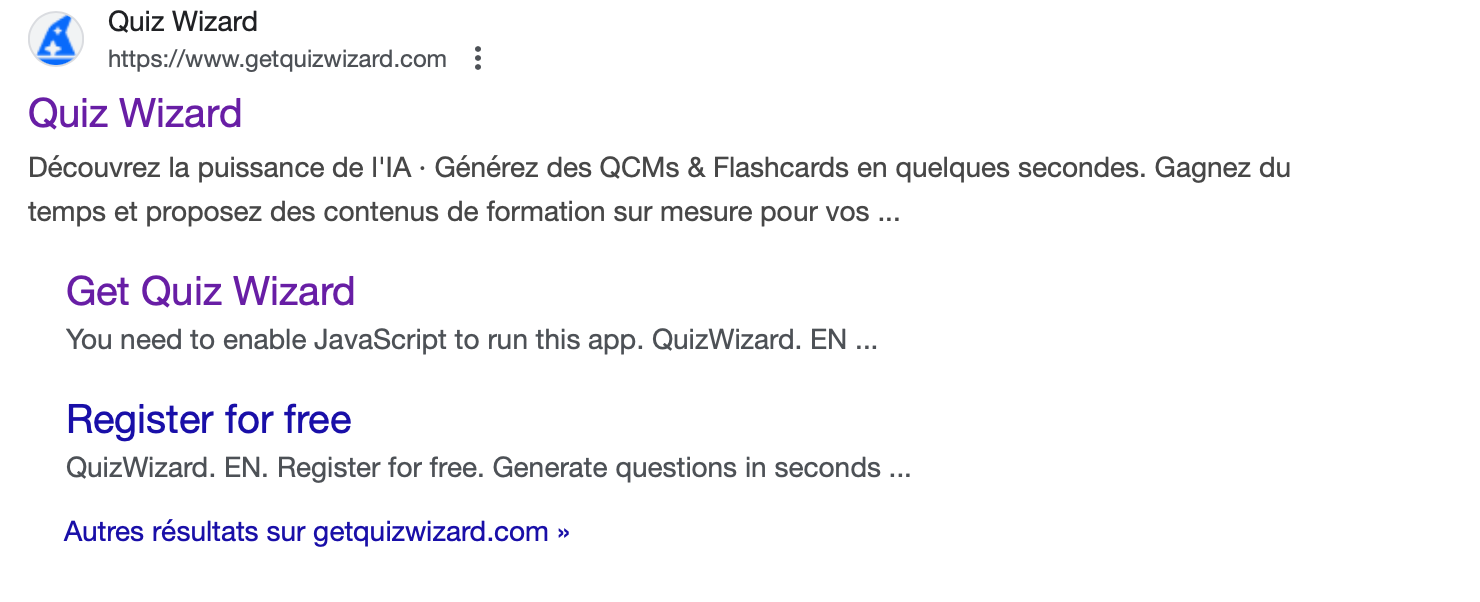 Quiz Wizard
https://www.getquizwizard.com
Quiz Wizard
Découvrez la puissance de l'IA · Générez des QCMs & Flashcards en quelques secondes. Gagnez du
temps et proposez des contenus de formation sur mesure pour vos ...
Get Quiz Wizard
You need to enable JavaScript to run this app. QuizWizard. EN ...
Register for free
QuizWizard. EN. Register for free. Generate questions in seconds ...
Autres résultats sur getquizwizard.com »